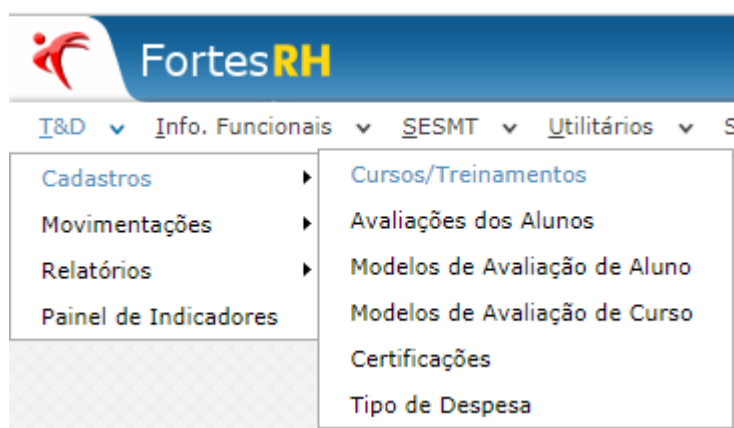 FortesRH
T&D Info. Funcionais SESMT Utilitários S
Cadastros
Movimentações
Relatórios
Painel de Indicadores
Cursos/Treinamentos
Avaliações dos Alunos
Modelos de Avaliação de Aluno
Modelos de Avaliação de Curso
Certificações
Tipo de Despesa